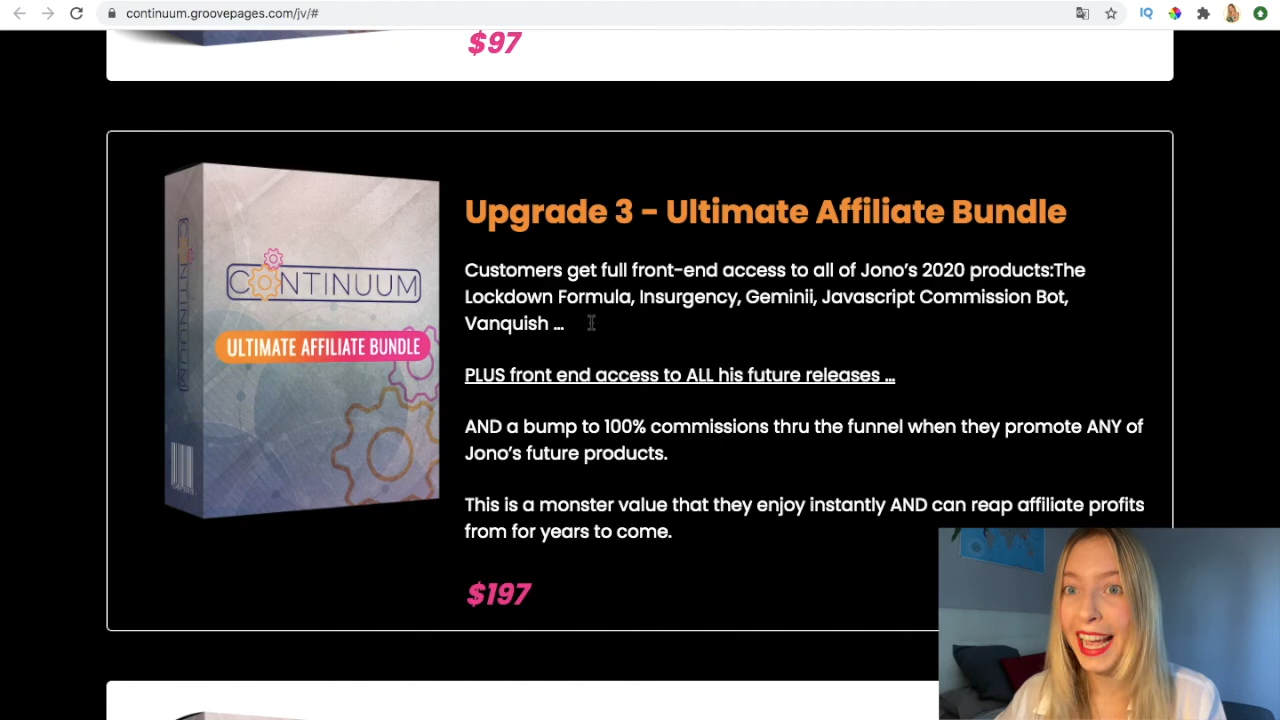 continuum.groovepages.com/jv/#
IQ
$97
CONTINUUM
CONTINUUM
ULTIMATE AFFILIATE BUNDLE
Upgrade 3 - Ultimate Affiliate Bundle
Customers get full front-end access to all of Jono's 2020 products:The
Lockdown Formula, Insurgency, Geminii, Javascript Commission Bot,
Vanquish ...
PLUS front end access to ALL his future releases ...
AND a bump to 100% commissions thru the funnel when they promote ANY of
Jono's future products.
This is a monster value that they enjoy instantly AND can reap affiliate profits
from for years to come.
$197